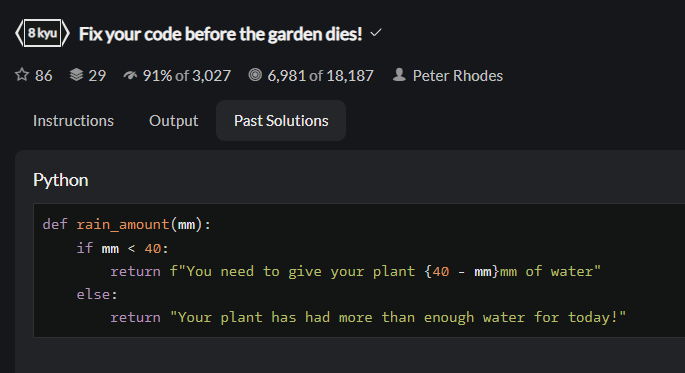 8 kyu Fix your code before the garden dies!
86 29 91% of 3,027 6,981 of 18,187 Peter Rhodes
Instructions Output Past Solutions
Python
def rain_amount(mm):
    if mm < 40:
        return f"You need to give your plant {40 - mm}mm of water"
    else:
        return "Your plant has had more than enough water for today!"